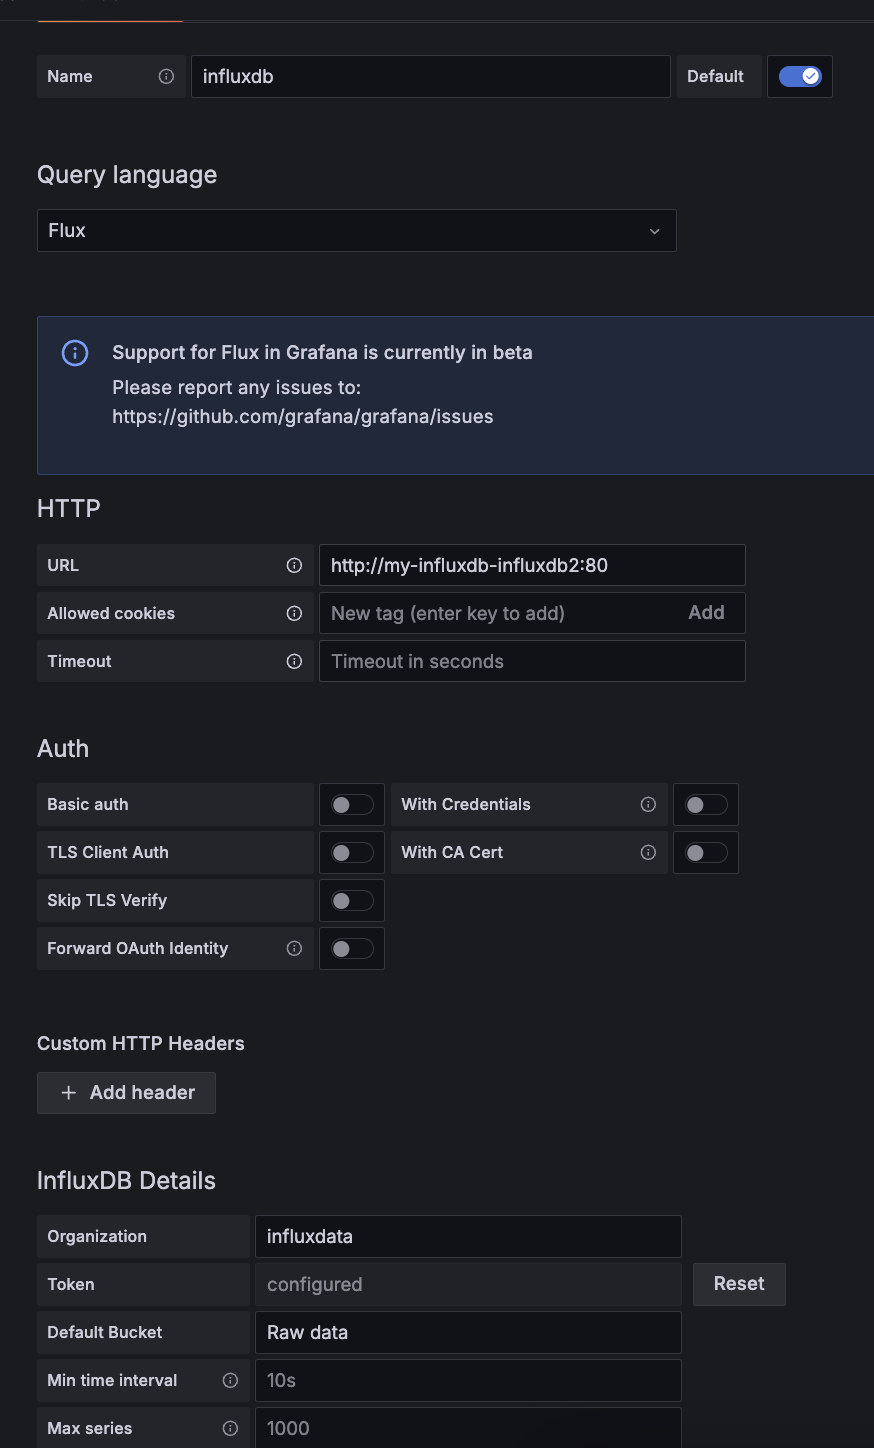 Name influxdb Default
Query language
Flux
Support for Flux in Grafana is currently in beta
Please report any issues to:
https://github.com/grafana/grafana/issues
HTTP
URL http://my-influxdb-influxdb2:80
Allowed cookies New tag (enter key to add) Add
Timeout Timeout in seconds
Auth
Basic auth With Credentials
TLS Client Auth With CA Cert
Skip TLS Verify
Forward OAuth Identity
Custom HTTP Headers
+ Add header
InfluxDB Details
Organization influxdata
Token configured Reset
Default Bucket Raw data
Min time interval 10s
Max series 1000